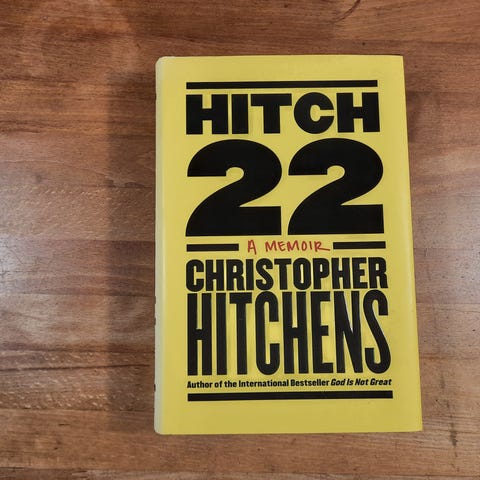 HITCH
22
A MEMOIR
CHRISTOPHER
HITCHENS
Author of the International Bestseller God Is Not Great